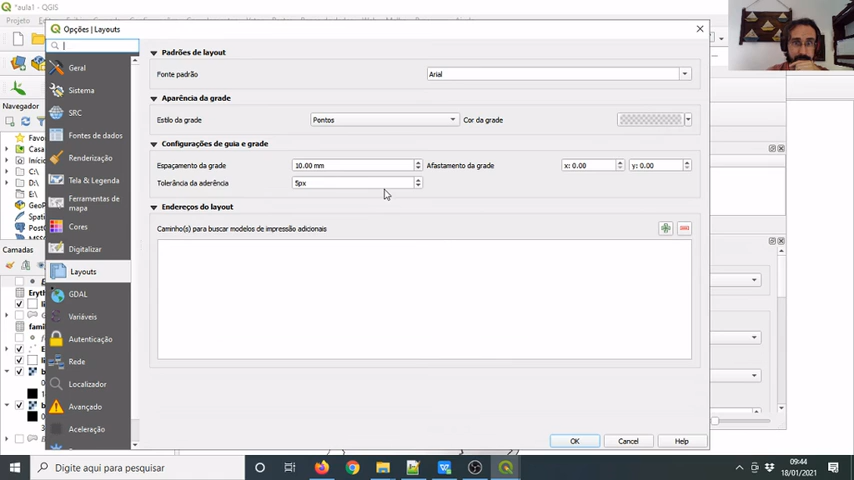 *aula1 - QGIS
Projeto
Opções | Layouts
Geral
Sistema
SRC
Fontes de dados
Renderização
Tela & Legenda
Ferramentas de mapa
Cores
Digitalizar
Layouts
GDAL
Variáveis
Autenticação
Rede
Localizador
Avançado
Aceleração
Padrões de layout
Fonte padrão Arial
Aparência da grade
Estilo da grade Pontos Cor da grade
Configurações de guia e grade
Espaçamento da grade 10.00 mm Afastamento da grade x: 0.00 y: 0.00
Tolerância da aderência 5px
Endereços do layout
Caminho(s) para buscar modelos de impressão adicionais
OK Cancel Help
Navegador
C:\
D:\
Camadas
Digite aqui para pesquisar
09:44
18/01/2021